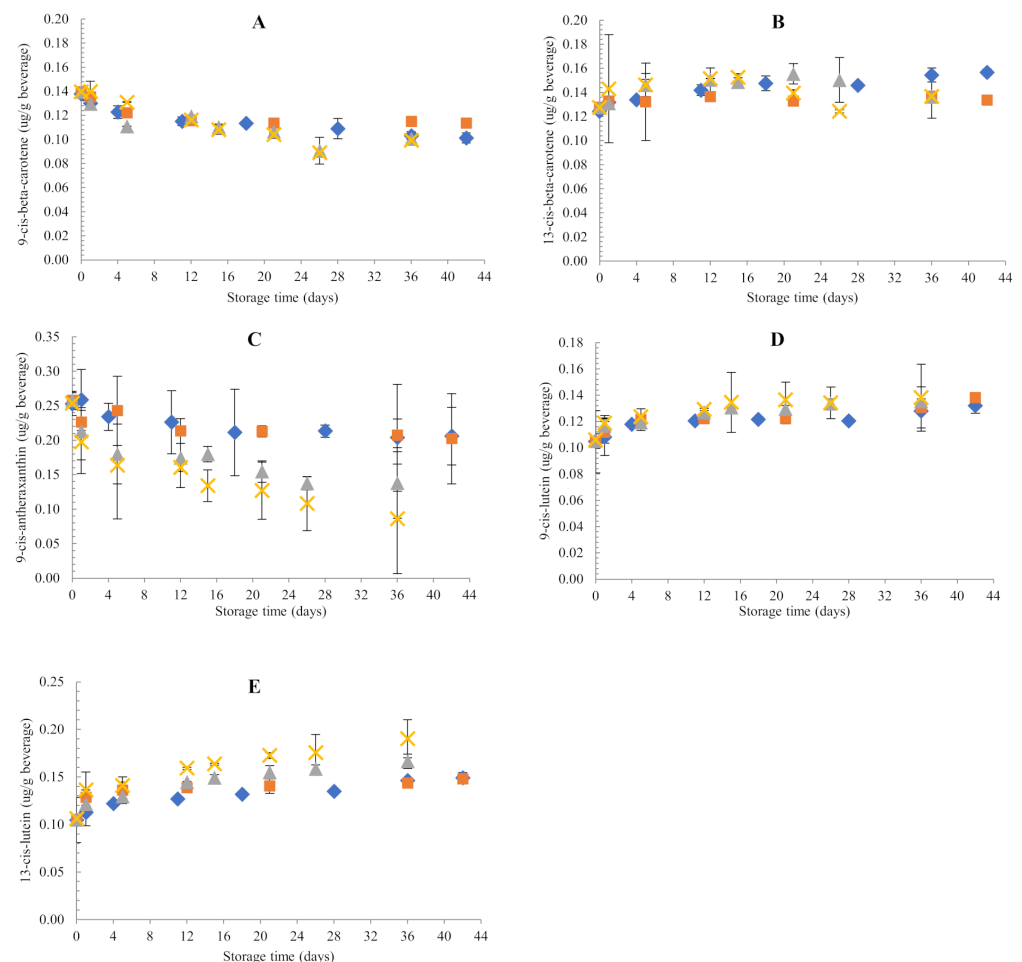 A
9-cis-beta-carotene (ug/g beverage)
0.20
0.18
0.16
0.14
0.12
0.10
0.08
0.06
0.04
0.02
0.00
0 4 8 12 16 20 24 28 32 36 40 44
Storage time (days)
B
13-cis-beta-carotene (ug/g beverage)
0.20
0.18
0.16
0.14
0.12
0.10
0.08
0.06
0.04
0.02
0.00
0 4 8 12 16 20 24 28 32 36 40 44
Storage time (days)
C
9-cis-antheraxanthin (ug/g beverage)
0.35
0.30
0.25
0.20
0.15
0.10
0.05
0.00
0 4 8 12 16 20 24 28 32 36 40 44
Storage time (days)
D
9-cis-lutein (ug/g beverage)
0.18
0.16
0.14
0.12
0.10
0.08
0.06
0.04
0.02
0.00
0 4 8 12 16 20 24 28 32 36 40 44
Storage time (days)
E
13-cis-lutein (ug/g beverage)
0.25
0.20
0.15
0.10
0.05
0.00
0 4 8 12 16 20 24 28 32 36 40 44
Storage time (days)